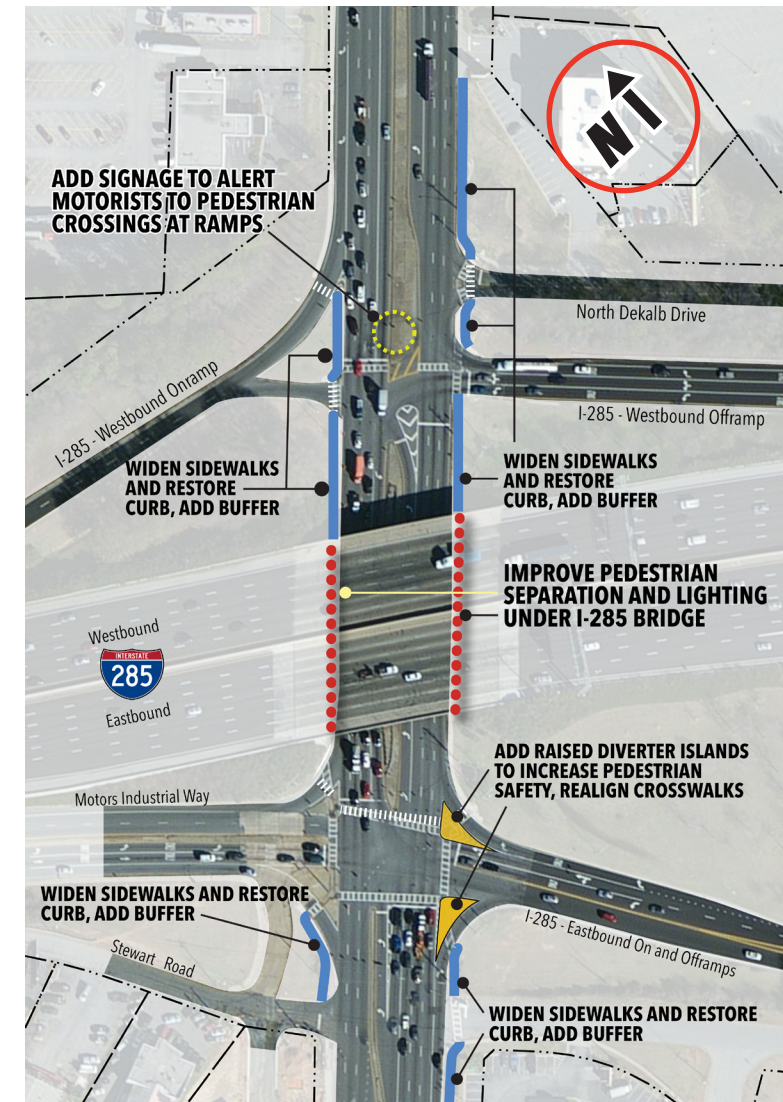 NT
ADD SIGNAGE TO ALERT
MOTORISTS TO PEDESTRIAN
CROSSINGS AT RAMPS
North Dekalb Drive
I-285 - Westbound Onramp
I-285 - Westbound Offramp
WIDEN SIDEWALKS
AND RESTORE
CURB, ADD BUFFER
WIDEN SIDEWALKS
AND RESTORE
CURB, ADD BUFFER
IMPROVE PEDESTRIAN
SEPARATION AND LIGHTING
UNDER I-285 BRIDGE
Westbound
INTERSTATE
285
Eastbound
ADD RAISED DIVERTER ISLANDS
TO INCREASE PEDESTRIAN
SAFETY, REALIGN CROSSWALKS
Motors Industrial Way
WIDEN SIDEWALKS AND RESTORE
CURB, ADD BUFFER
I-285 - Eastbound On and Offramps
Stewart Road
WIDEN SIDEWALKS AND RESTORE
CURB, ADD BUFFER